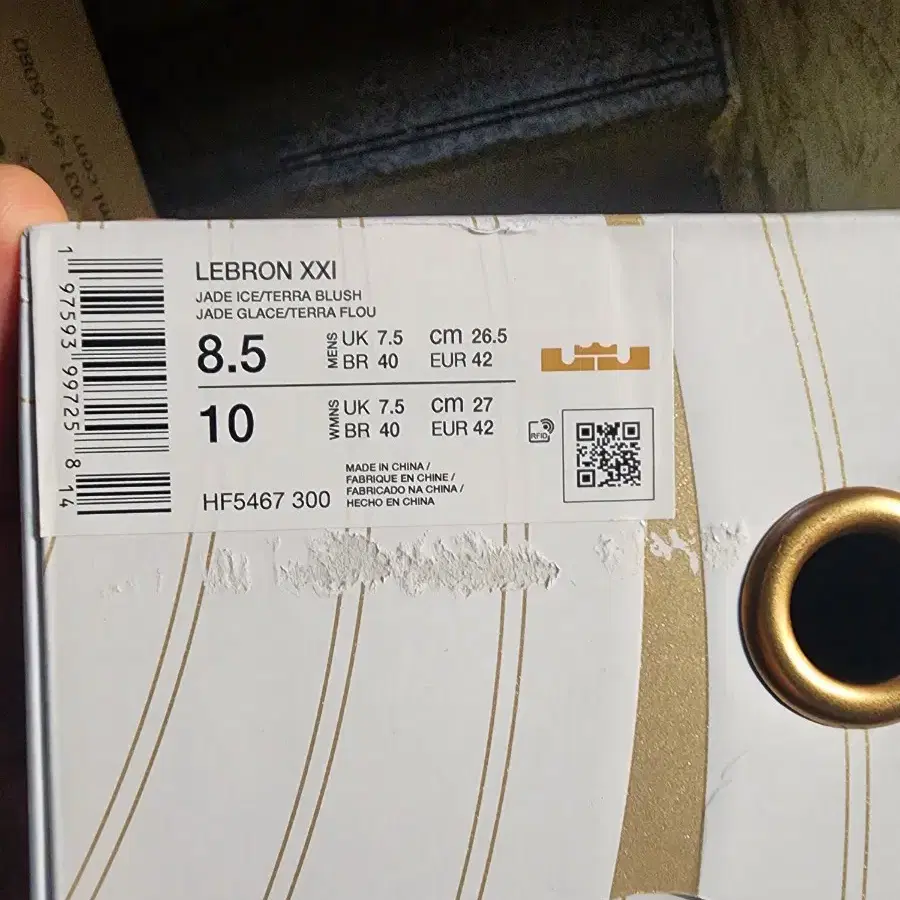 LEBRON XXI
JADE ICE/TERRA BLUSH
JADE GLACE/TERRA FLOU
8.5 MENS UK 7.5 cm 26.5
BR 40 EUR 42
10 WMNS UK 7.5 cm 27
BR 40 EUR 42
RFID
MADE IN CHINA /
FABRIQUE EN CHINE /
FABRICADO NA CHINA /
HECHO EN CHINA
HF5467 300
1 97593 99725 8 14